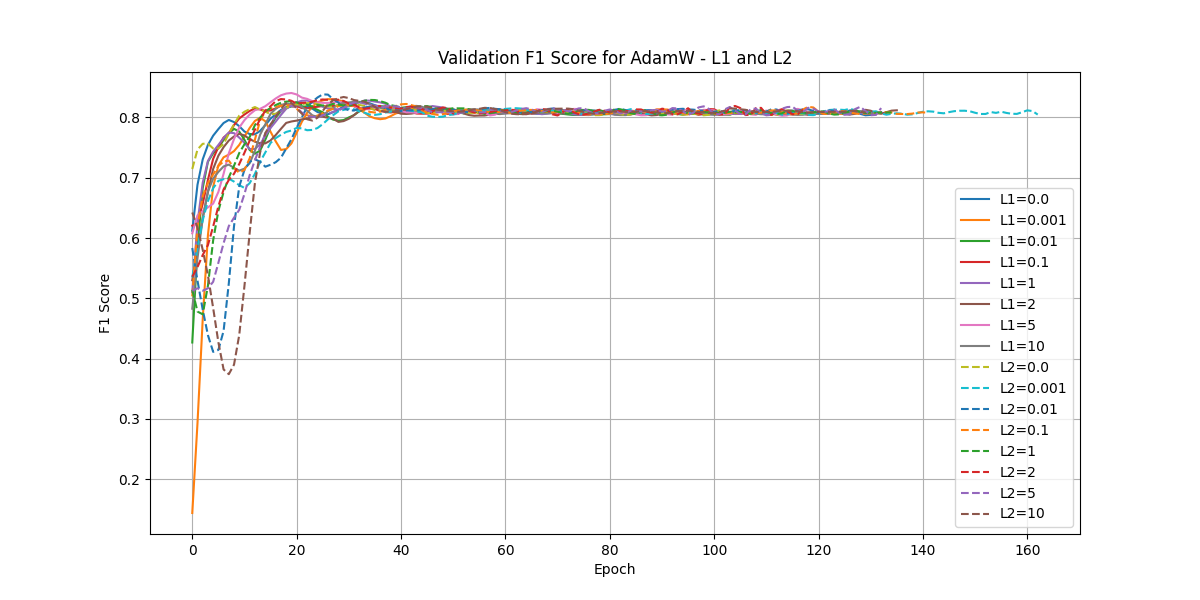 Validation F1 Score for AdamW - L1 and L2
F1 Score
0.8
0.7
0.6
0.5
0.4
0.3
0.2
0
20
40
60
80
100
120
140
160
Epoch
L1=0.0
L1=0.001
L1=0.01
L1=0.1
L1=1
L1=2
L1=5
L1=10
L2=0.0
L2=0.001
L2=0.01
L2=0.1
L2=1
L2=2
L2=5
L2=10